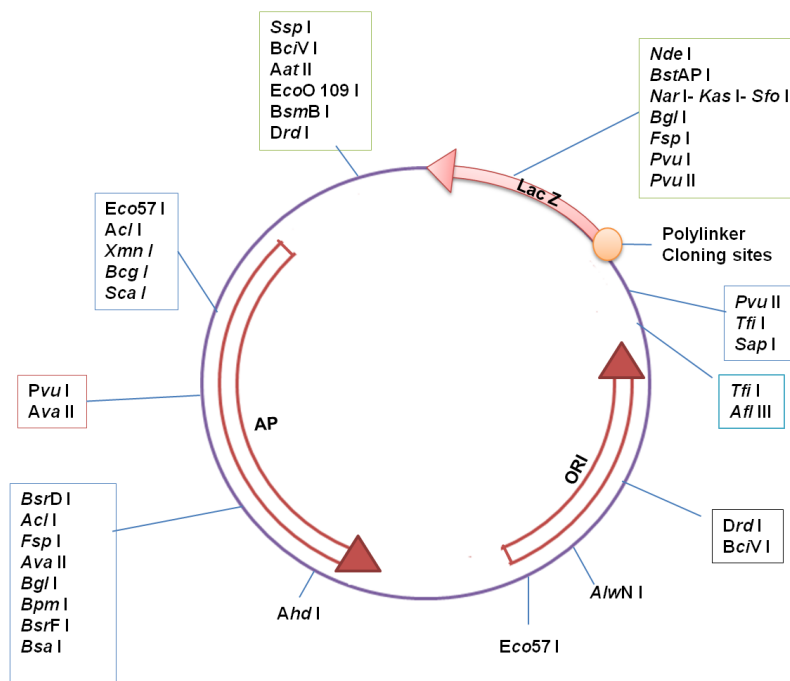 Ssp I
BciV I
Aat II
EcoO 109 I
BsmB I
Drd I
Nde I
BstAP I
Nar I- Kas I- Sfo I
Bgl I
Fsp I
Pvu I
Pvu II
Lac Z
Polylinker
Cloning sites
Eco57 I
Acl I
Xmn I
Bcg I
Sca I
Pvu II
Tfi I
Sap I
Pvu I
Ava II
Tfi I
Afl III
AP
ORI
BsrD I
Acl I
Fsp I
Ava II
Bgl I
Bpm I
BsrF I
Bsa I
Drd I
BciV I
Ahd I
AlwN I
Eco57 I